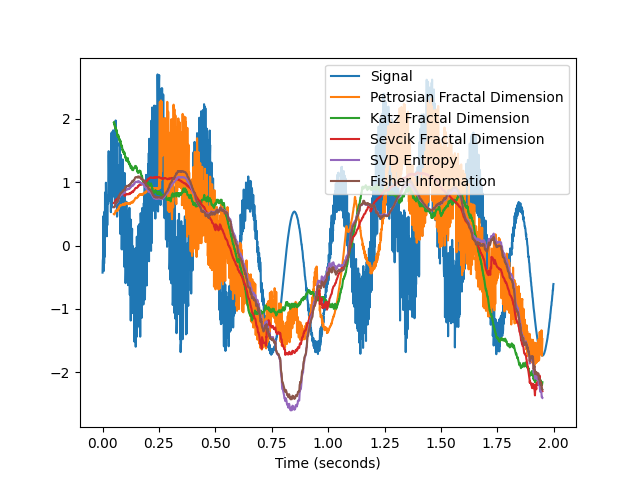 Signal
Petrosian Fractal Dimension
Katz Fractal Dimension
Sevcik Fractal Dimension
SVD Entropy
Fisher Information
2
1
0
−1
−2
0.00 0.25 0.50 0.75 1.00 1.25 1.50 1.75 2.00
Time (seconds)